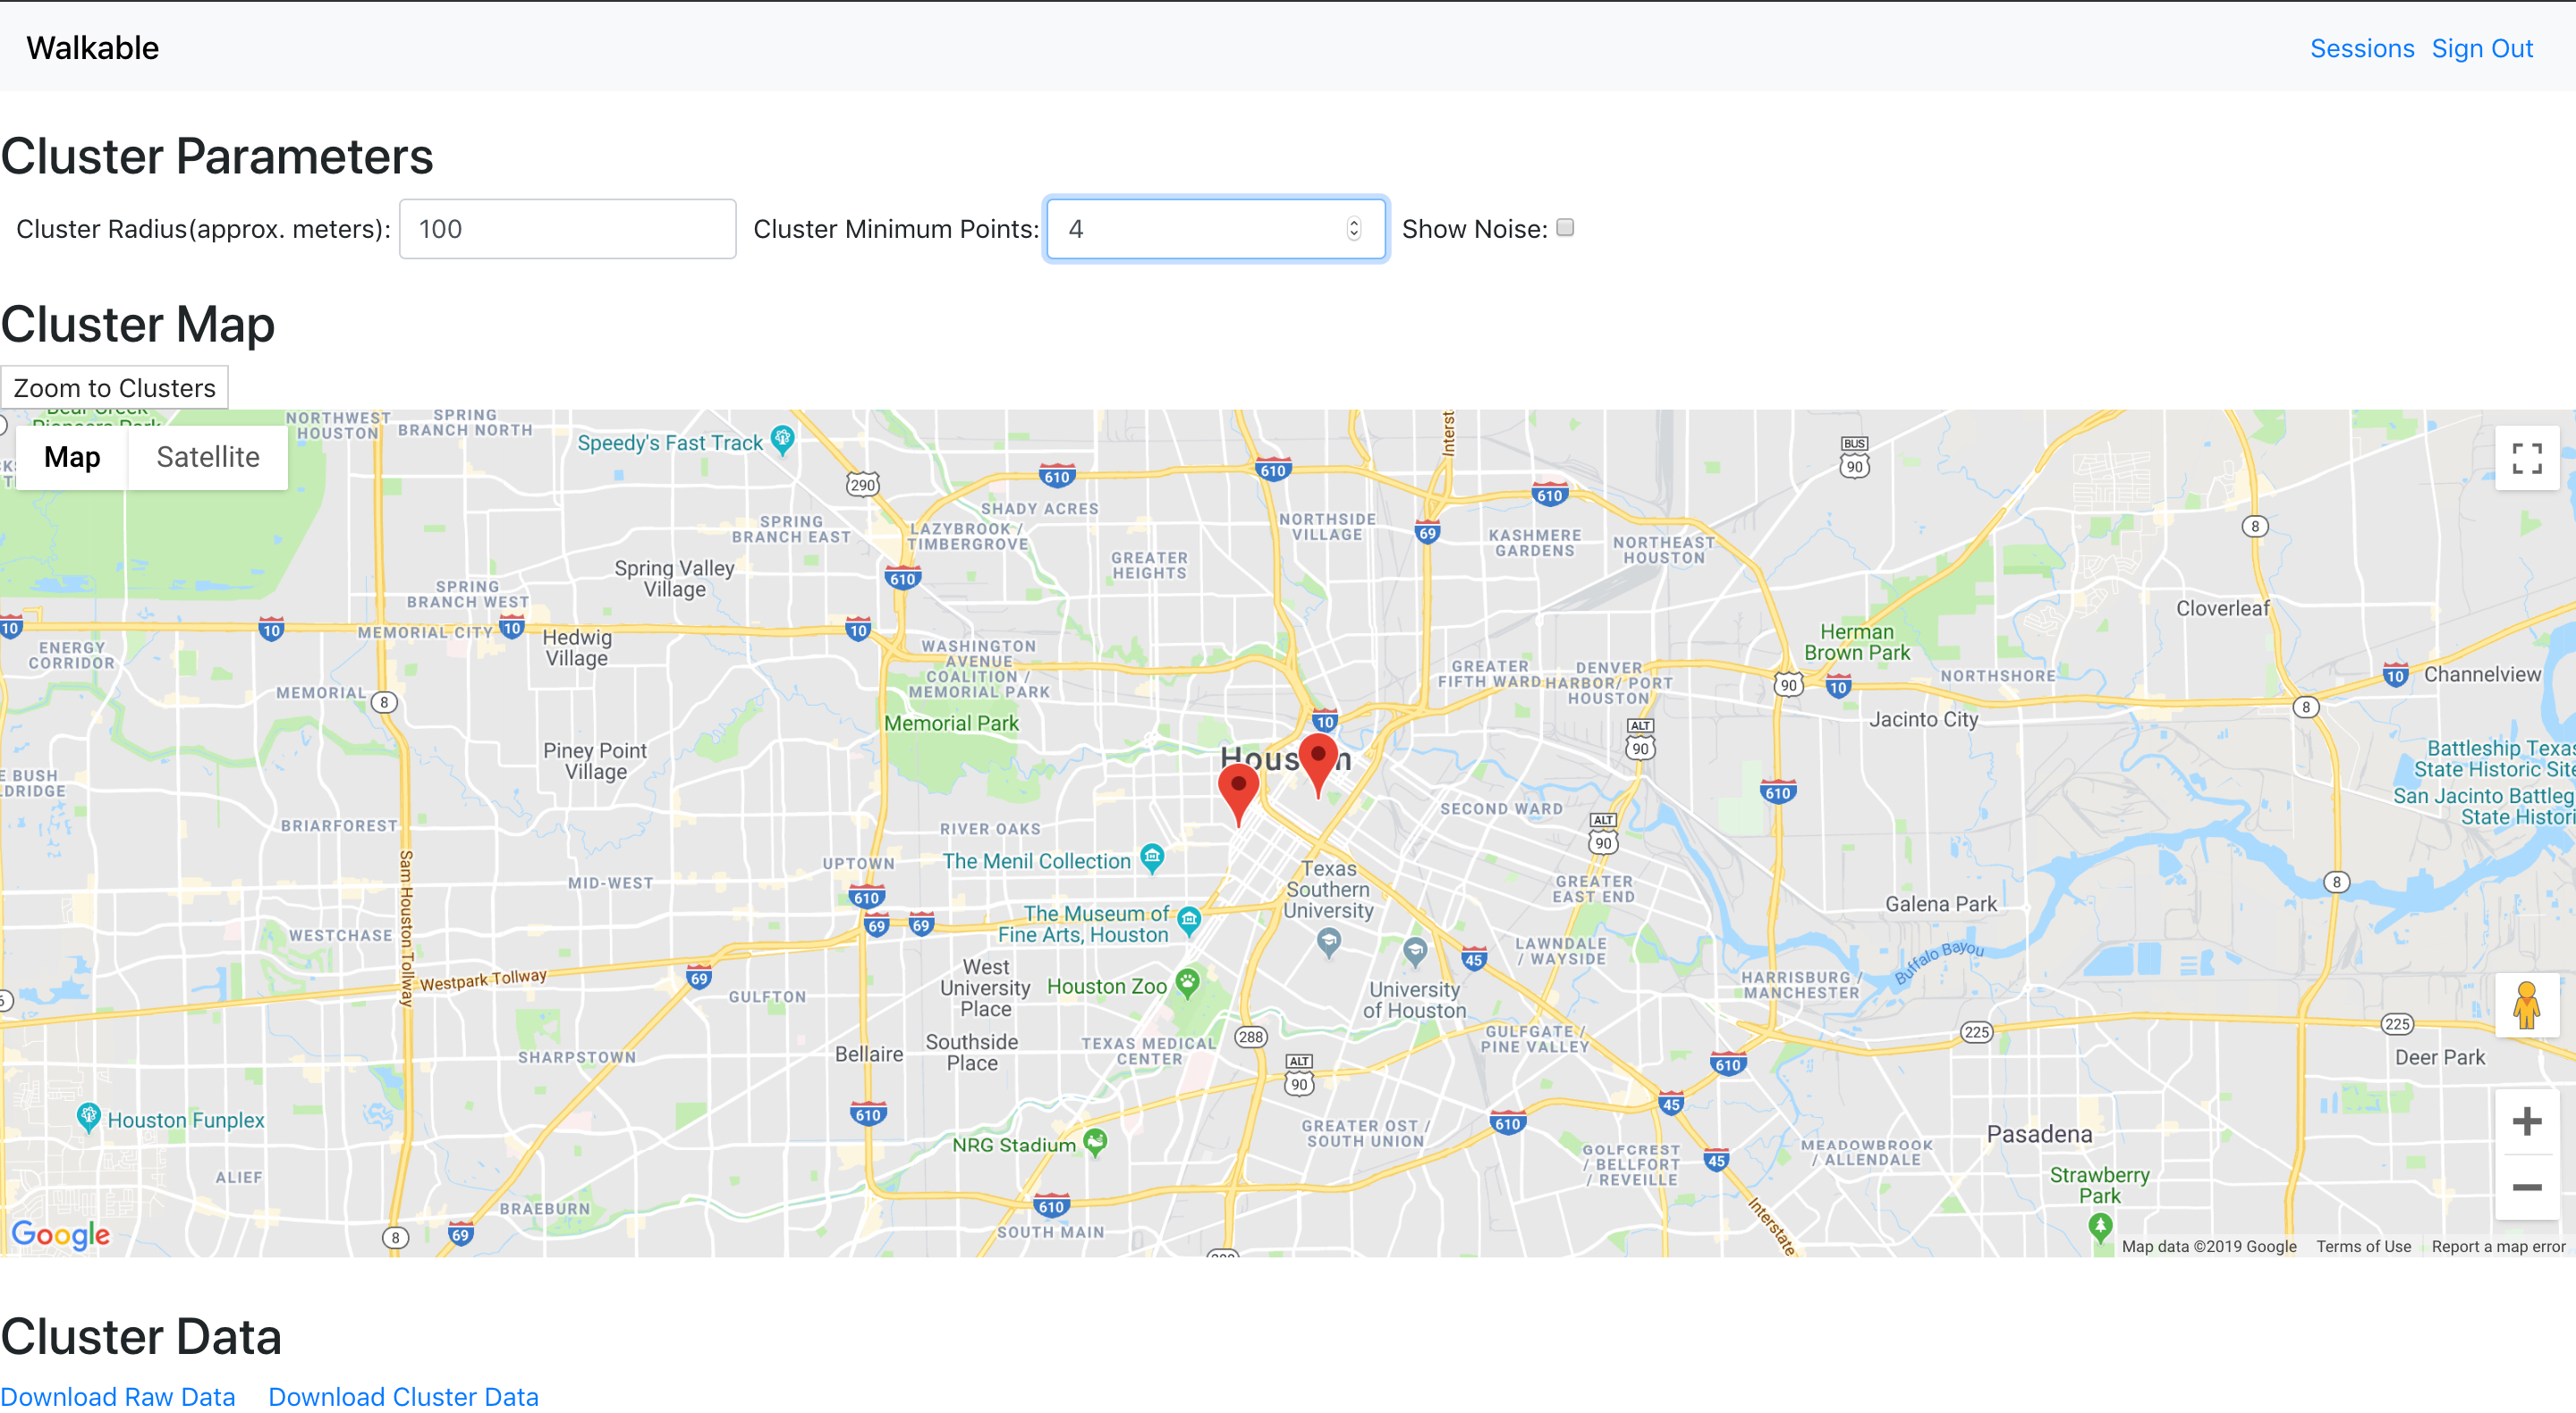 Walkable
Sessions Sign Out
Cluster Parameters
Cluster Radius(approx. meters): 100 Cluster Minimum Points: 4 Show Noise:
Cluster Map
Zoom to Clusters
Map Satellite
NORTHWEST
HOUSTON
SPRING
BRANCH NORTH
Speedy's Fast Track
290
610
610
610
BUS
90
8
SHADY ACRES
SPRING
BRANCH EAST
LAZYBROOK /
TIMBERGROVE
NORTHSIDE
VILLAGE
69
KASHMERE
GARDENS
NORTHEAST
HOUSTON
GREATER
HEIGHTS
Spring Valley
Village
610
SPRING
BRANCH WEST
Cloverleaf
10
10
MEMORIAL CITY
10
Hedwig
Village
10
ENERGY
CORRIDOR
WASHINGTON
AVENUE
COALITION /
MEMORIAL PARK
Herman
Brown Park
GREATER
FIFTH WARD
DENVER
HARBOR/ PORT
HOUSTON
90
10
NORTHSHORE
10
Channelview
MEMORIAL
8
8
Memorial Park
10
Jacinto City
ALT
90
Piney Point
Village
Houston
Battleship Texas
State Historic Site
San Jacinto Battleg
State Histori
E BUSH
LDRIDGE
610
BRIARFOREST
RIVER OAKS
SECOND WARD
ALT
90
UPTOWN
The Menil Collection
MID-WEST
610
Texas
Southern
University
GREATER
EAST END
8
Galena Park
69
69
The Museum of
Fine Arts, Houston
WESTCHASE
Sam Houston Tollway
Westpark Tollway
69
GULFTON
West
University
Place
Houston Zoo
45
LAWNDALE
/ WAYSIDE
University
of Houston
HARRISBURG /
MANCHESTER
Buffalo Bayou
6
SHARPSTOWN
Bellaire
Southside
Place
TEXAS MEDICAL
CENTER
288
ALT
90
GULFGATE /
PINE VALLEY
610
225
225
Deer Park
Houston Funplex
610
45
610
NRG Stadium
GREATER OST /
SOUTH UNION
GOLFCREST
/ BELLFORT
/ REVEILLE
45
MEADOWBROOK
/ ALLENDALE
Pasadena
Strawberry
Park
ALIEF
BRAEBURN
610
SOUTH MAIN
Interstate
8
69
Google
Map data ©2019 Google Terms of Use Report a map error
Cluster Data
Download Raw Data Download Cluster Data